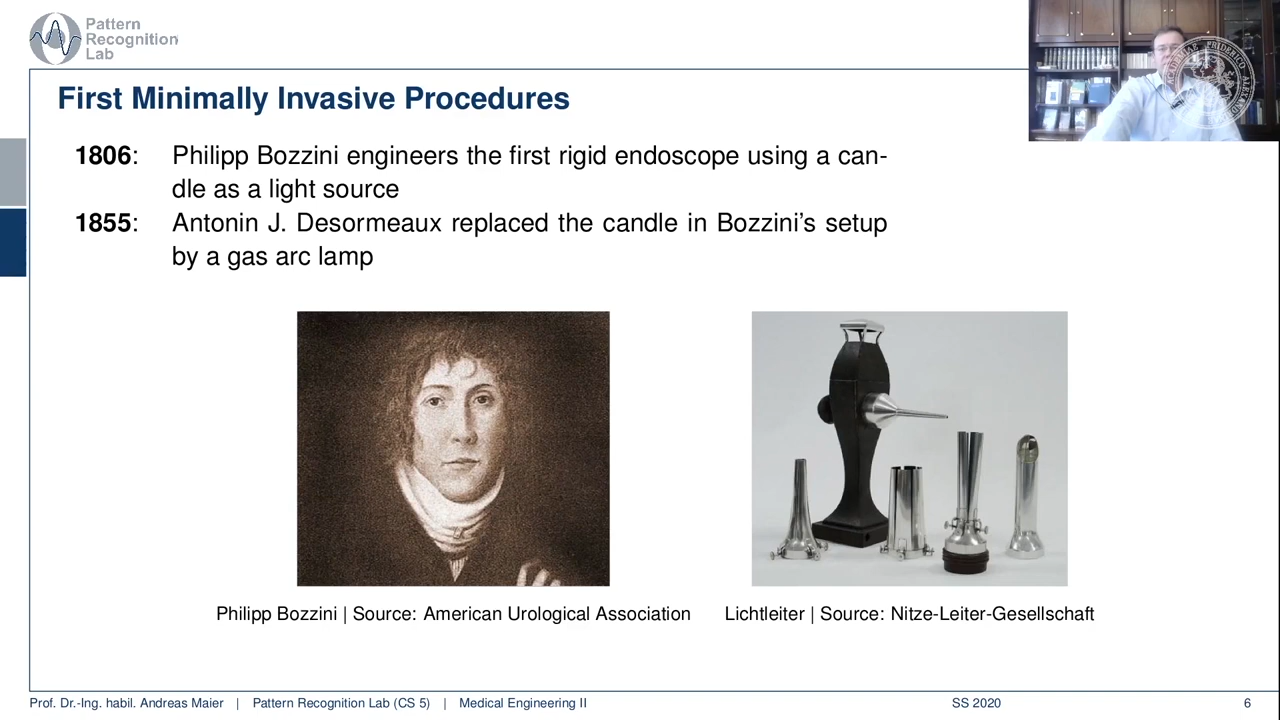 Pattern
Recognition
Lab
First Minimally Invasive Procedures
1806: Philipp Bozzini engineers the first rigid endoscope using a can-
dle as a light source
1855: Antonin J. Desormeaux replaced the candle in Bozzini’s setup
by a gas arc lamp
Philipp Bozzini | Source: American Urological Association
Lichtleiter | Source: Nitze-Leiter-Gesellschaft
Prof. Dr.-Ing. habil. Andreas Maier | Pattern Recognition Lab (CS 5) | Medical Engineering II SS 2020 6